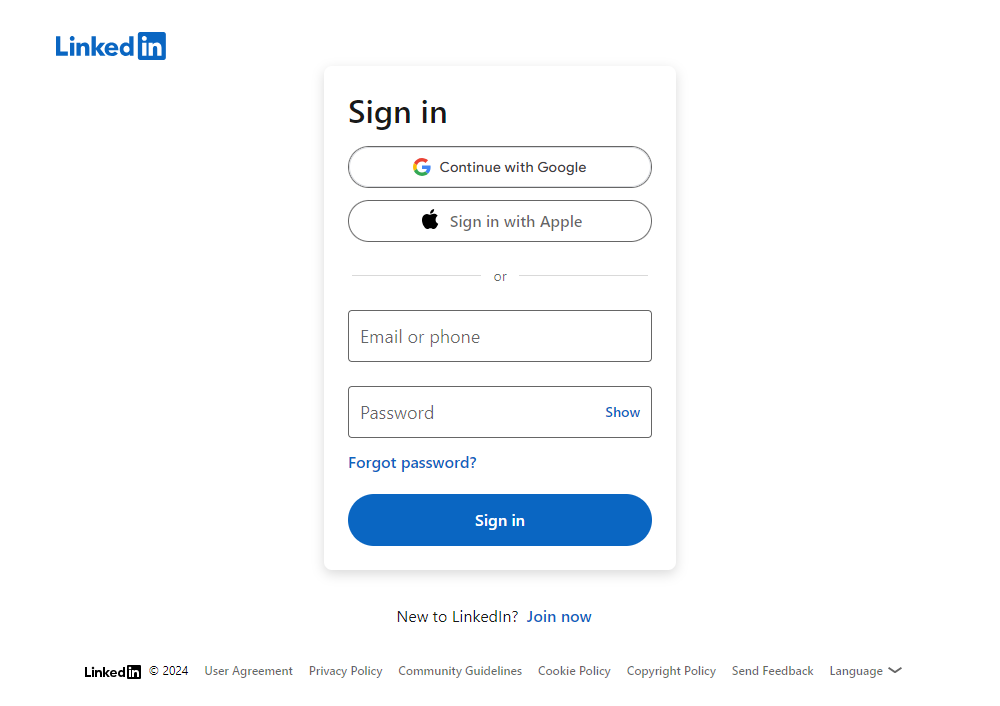 Linkedin
Sign in
Continue with Google
Sign in with Apple
or
Email or phone
Password Show
Forgot password?
Sign in
New to LinkedIn? Join now
Linkedin © 2024 User Agreement Privacy Policy Community Guidelines Cookie Policy Copyright Policy Send Feedback Language